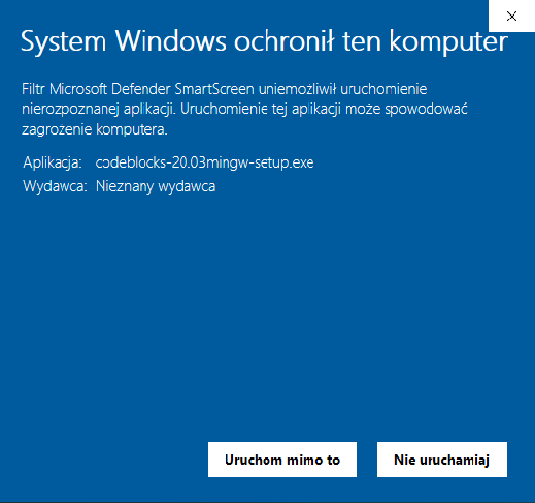 X
System Windows ochronił ten komputer
Filtr Microsoft Defender SmartScreen uniemożliwił uruchomienie
nierozpoznanej aplikacji. Uruchomienie tej aplikacji może spowodować
zagrożenie komputera.
Aplikacja: codeblocks-20.03mingw-setup.exe
Wydawca: Nieznany wydawca
Uruchom mimo to Nie uruchamiaj